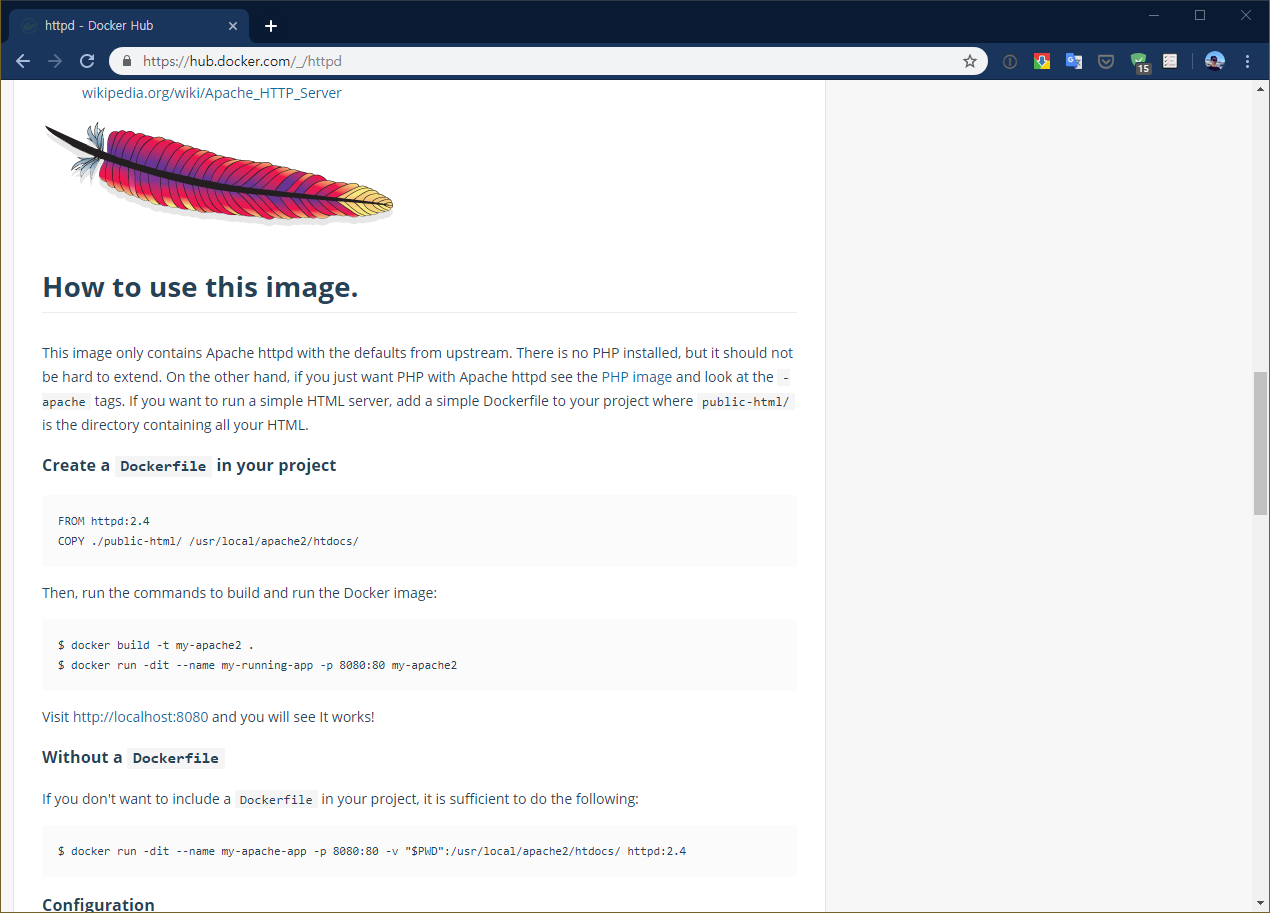 httpd - Docker Hub
https://hub.docker.com/_/httpd
15
wikipedia.org/wiki/Apache_HTTP_Server
How to use this image.
This image only contains Apache httpd with the defaults from upstream. There is no PHP installed, but it should not
be hard to extend. On the other hand, if you just want PHP with Apache httpd see the PHP image and look at the -
apache tags. If you want to run a simple HTML server, add a simple Dockerfile to your project where public-html/
is the directory containing all your HTML.
Create a Dockerfile in your project
FROM httpd:2.4
COPY ./public-html/ /usr/local/apache2/htdocs/
Then, run the commands to build and run the Docker image:
$ docker build -t my-apache2 .
$ docker run -dit --name my-running-app -p 8080:80 my-apache2
Visit http://localhost:8080 and you will see It works!
Without a Dockerfile
If you don't want to include a Dockerfile in your project, it is sufficient to do the following:
$ docker run -dit --name my-apache-app -p 8080:80 -v "$PWD":/usr/local/apache2/htdocs/ httpd:2.4
Configuration